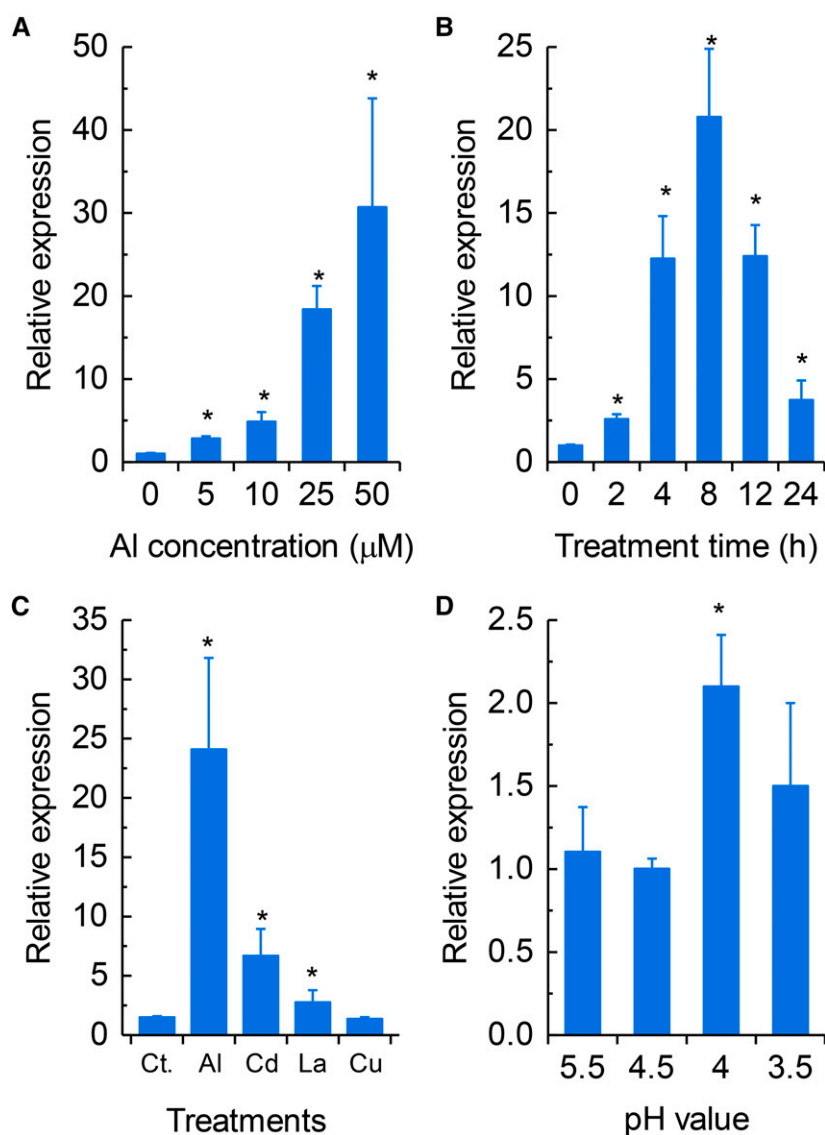 A
Relative expression
50
40
30
20
10
0
0 5 10 25 50
Al concentration (μM)
* * * *
B
Relative expression
25
20
15
10
5
0
0 2 4 8 12 24
Treatment time (h)
* * * * *
C
Relative expression
35
30
25
20
15
10
5
0
Ct. Al Cd La Cu
Treatments
* * *
D
Relative expression
2.5
2.0
1.5
1.0
0.5
0.0
5.5 4.5 4 3.5
pH value
*